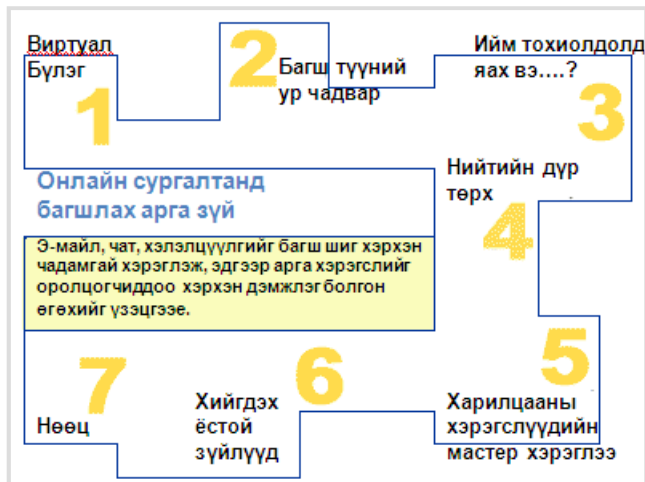 Виртуал
Бүлэг
1
2
Багш түүний
ур чадвар
Ийм тохиолдолд
яах вэ....?
3
Онлайн сургалтанд
багшлах арга зүй
Нийтийн дүр
төрх
4
Э-майл, чат, хэлэлцүүлгийг багш шиг хэрхэн
чадамгай хэрэглэж, эдгээр арга хэрэгслийг
оролцогчиддоо хэрхэн дэмжлэг болгон
өгөхийг үзэцгээе.
5
Харилцааны
хэрэгслүүдийн
мастер хэрэглээ
6
Хийгдэх
ёстой
зүйлүүд
7
Нөөц